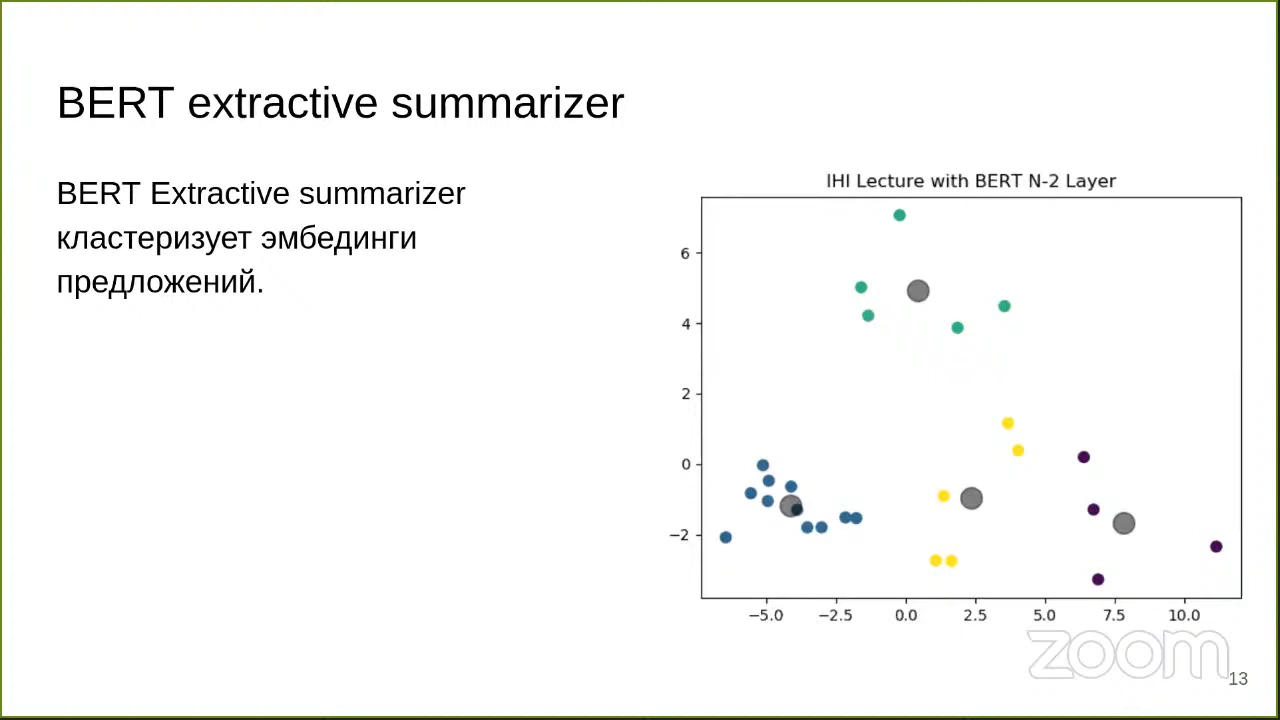 BERT extractive summarizer
BERT Extractive summarizer
кластеризует эмбединги
предложений.
IHI Lecture with BERT N-2 Layer
6
4
2
0
−2
−5.0 −2.5 0.0 2.5 5.0 7.5 10.0
zoom
13